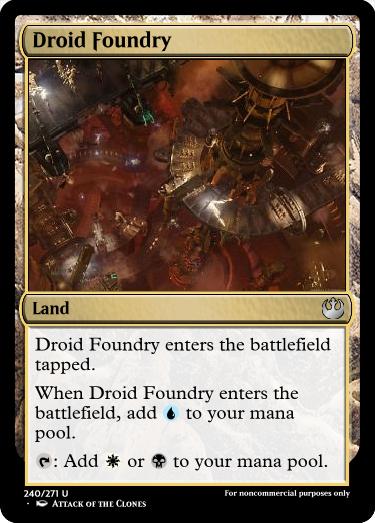 Droid Foundry
Land
Droid Foundry enters the battlefield
tapped.
When Droid Foundry enters the
battlefield, add to your mana
pool.
: Add or to your mana pool.
240/271 U
For noncommercial purposes only
· Attack of the Clones